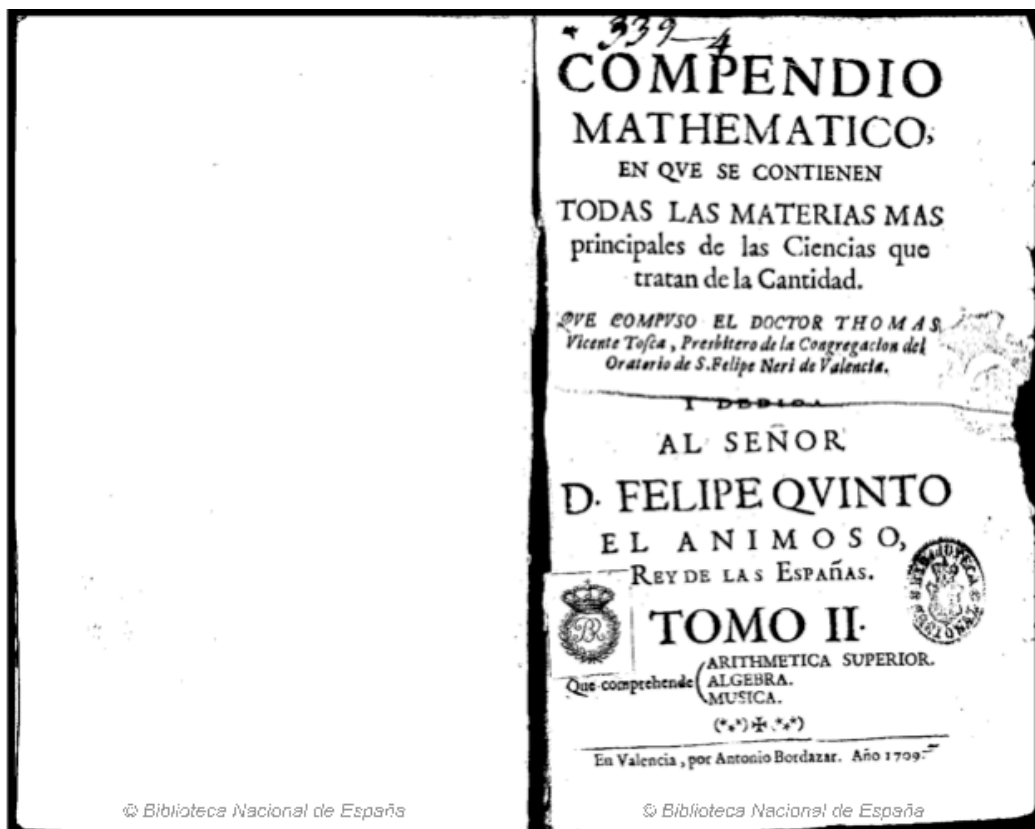 339-4
COMPENDIO
MATHEMATICO,
EN QVE SE CONTIENEN
TODAS LAS MATERIAS MAS
principales de las Ciencias que
tratan de la Cantidad.
QVE COMPVSO EL DOCTOR THOMAS
Vicente Tosca, Presbitero de la Congregacion del
Oratorio de S. Felipe Neri de Valencia.
I DEDICA
AL SEÑOR
D. FELIPE QVINTO
EL ANIMOSO,
REY DE LAS ESPAÑAS.
TOMO II.
Que comprehende
ARITHMETICA SUPERIOR.
ALGEBRA.
MUSICA.
En Valencia, por Antonio Bordazar. Año 1709.
© Biblioteca Nacional de España
© Biblioteca Nacional de España